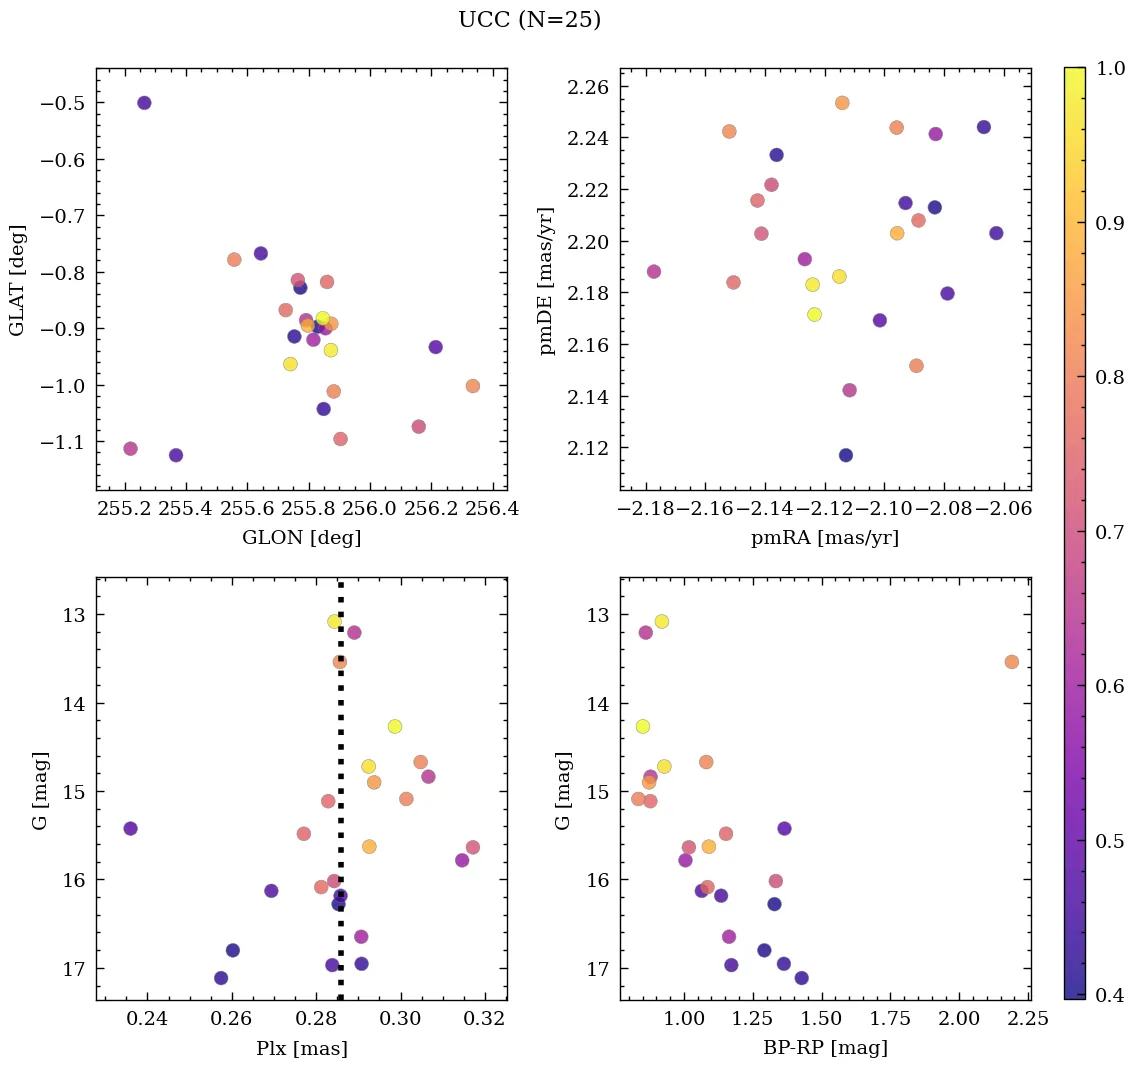 UCC (N=25)
−0.5
−0.6
−0.7
−0.8
−0.9
−1.0
−1.1
GLAT [deg]
255.2 255.4 255.6 255.8 256.0 256.2 256.4
GLON [deg]
2.26
2.24
2.22
2.20
2.18
2.16
2.14
2.12
pmDE [mas/yr]
−2.18 −2.16 −2.14 −2.12 −2.10 −2.08 −2.06
pmRA [mas/yr]
1.0
0.9
0.8
0.7
0.6
0.5
0.4
13
14
15
16
17
G [mag]
0.24 0.26 0.28 0.30 0.32
Plx [mas]
13
14
15
16
17
G [mag]
1.00 1.25 1.50 1.75 2.00 2.25
BP-RP [mag]